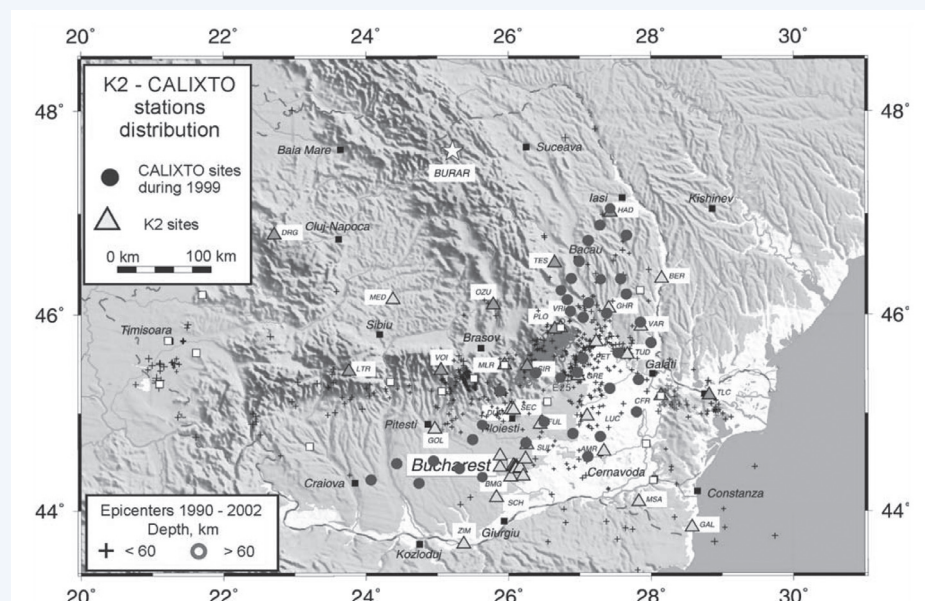 20° 22° 24° 26° 28° 30°
K2 - CALIXTO
stations
distribution
CALIXTO sites
during 1999
K2 sites
0 km 100 km
48°
48°
Baia Mare
Suceava
BURAR
Iasi
HAD
Kishinev
DRG
Cluj-Napoca
Bacau
TES
BER
MED
OZU
VRI
GHR
46°
46°
PLO
VAR
Timisoara
Sibiu
Brasov
PET
TUD
LTR
VOI
MLR
SIR
GRE
Galati
TLC
SEC
CFR
Pitesti
Ploiesti
FUL
LUC
GOL
SUL
AMR
Bucharest
Cernavoda
Craiova
BMG
Constanza
SCH
MSA
Epicenters 1990 - 2002
Depth, km
< 60 > 60
44°
44°
ZIM
Giurgiu
GAL
Kozloduj
20° 22° 24° 26° 28° 30°